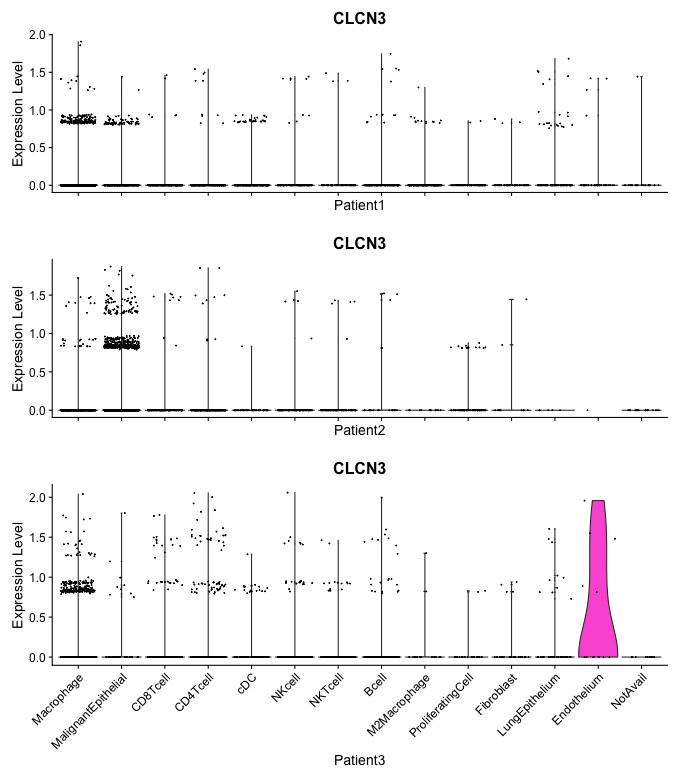 CLCN3
Expression Level
2.0
1.5
1.0
0.5
0.0
Patient1
CLCN3
Expression Level
1.5
1.0
0.5
0.0
Patient2
CLCN3
Expression Level
2.0
1.5
1.0
0.5
0.0
Macrophage
MalignantEpithelial
CD8Tcell
CD4Tcell
cDC
NKcell
NKTcell
Bcell
M2Macrophage
ProliferatingCell
Fibroblast
LungEpithelium
Endothelium
NotAvail
Patient3